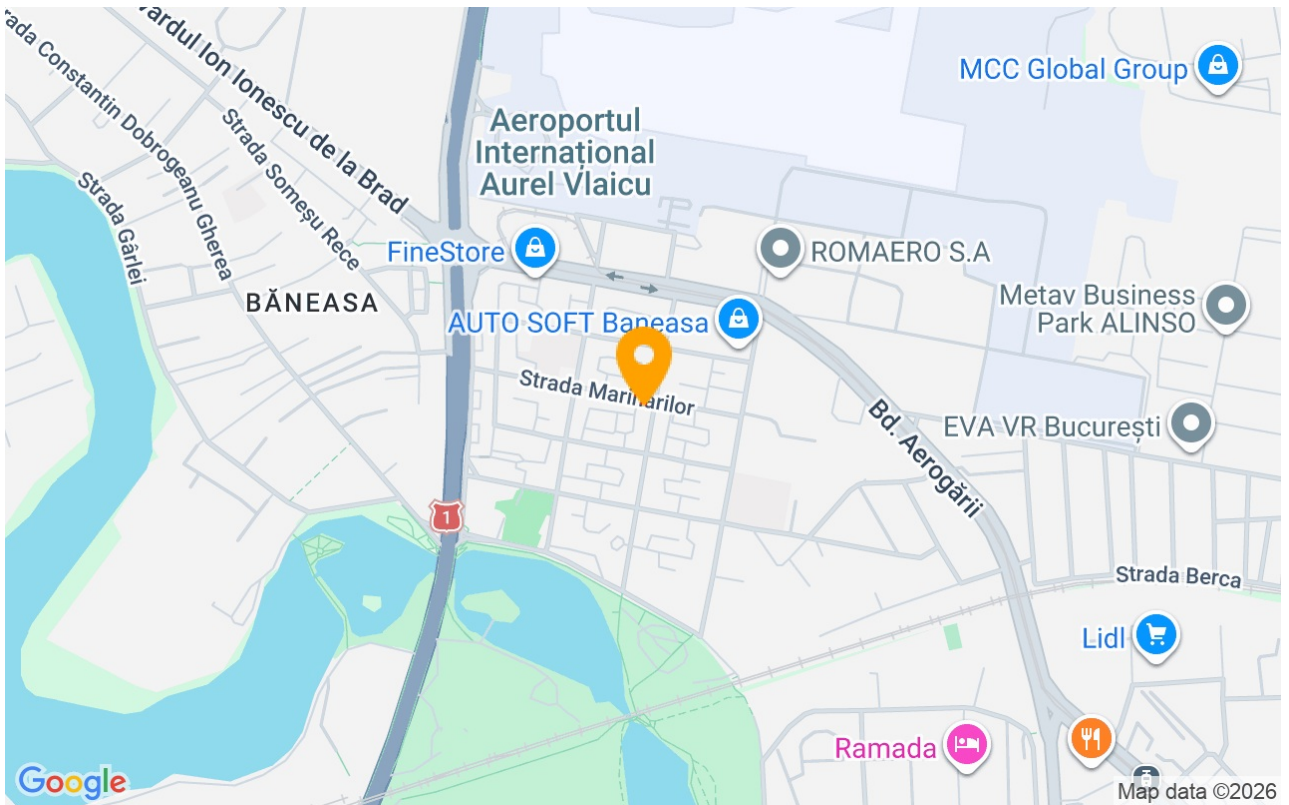 rada Constantin Dobrogeanu Gherea
vardul Ion Ionescu de la Brad
Strada Someșu Rece
Strada Gârlei
MCC Global Group
Aeroportul
Internațional
Aurel Vlaicu
FineStore
ROMAERO S.A
BĂNEASA
Metav Business
Park ALINSO
AUTO SOFT Baneasa
Strada Marinarilor
Bd. Aerogării
EVA VR București
1
Strada Berca
Lidl
Ramada
Google
Map data ©2026